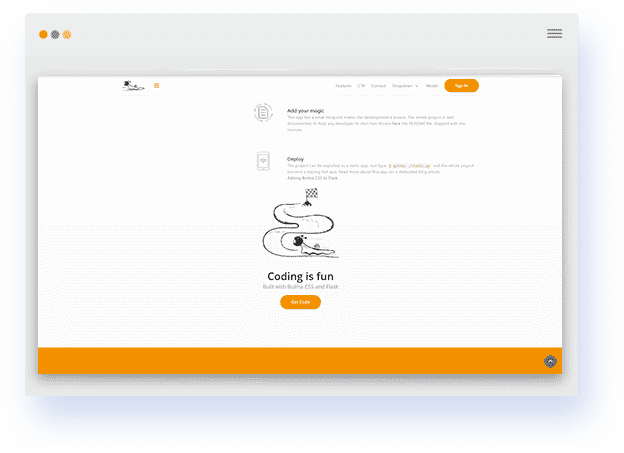 Features CTA Contact Dropdown Modal Sign In
Add your magic
This app has a small footprint makes the development a breeze. The whole project is well
documented, to help any developer to start fast. Access here the README file, shipped with the
sources.
Deploy
The project can be exported as a static app. Just type $ python ./static.py and the whole project
become a blazing fast app. Read more about this app, on a dedicated blog article:
Adding Bulma CSS to Flask
Coding is fun
Built with Bulma CSS and Flask
Get Code